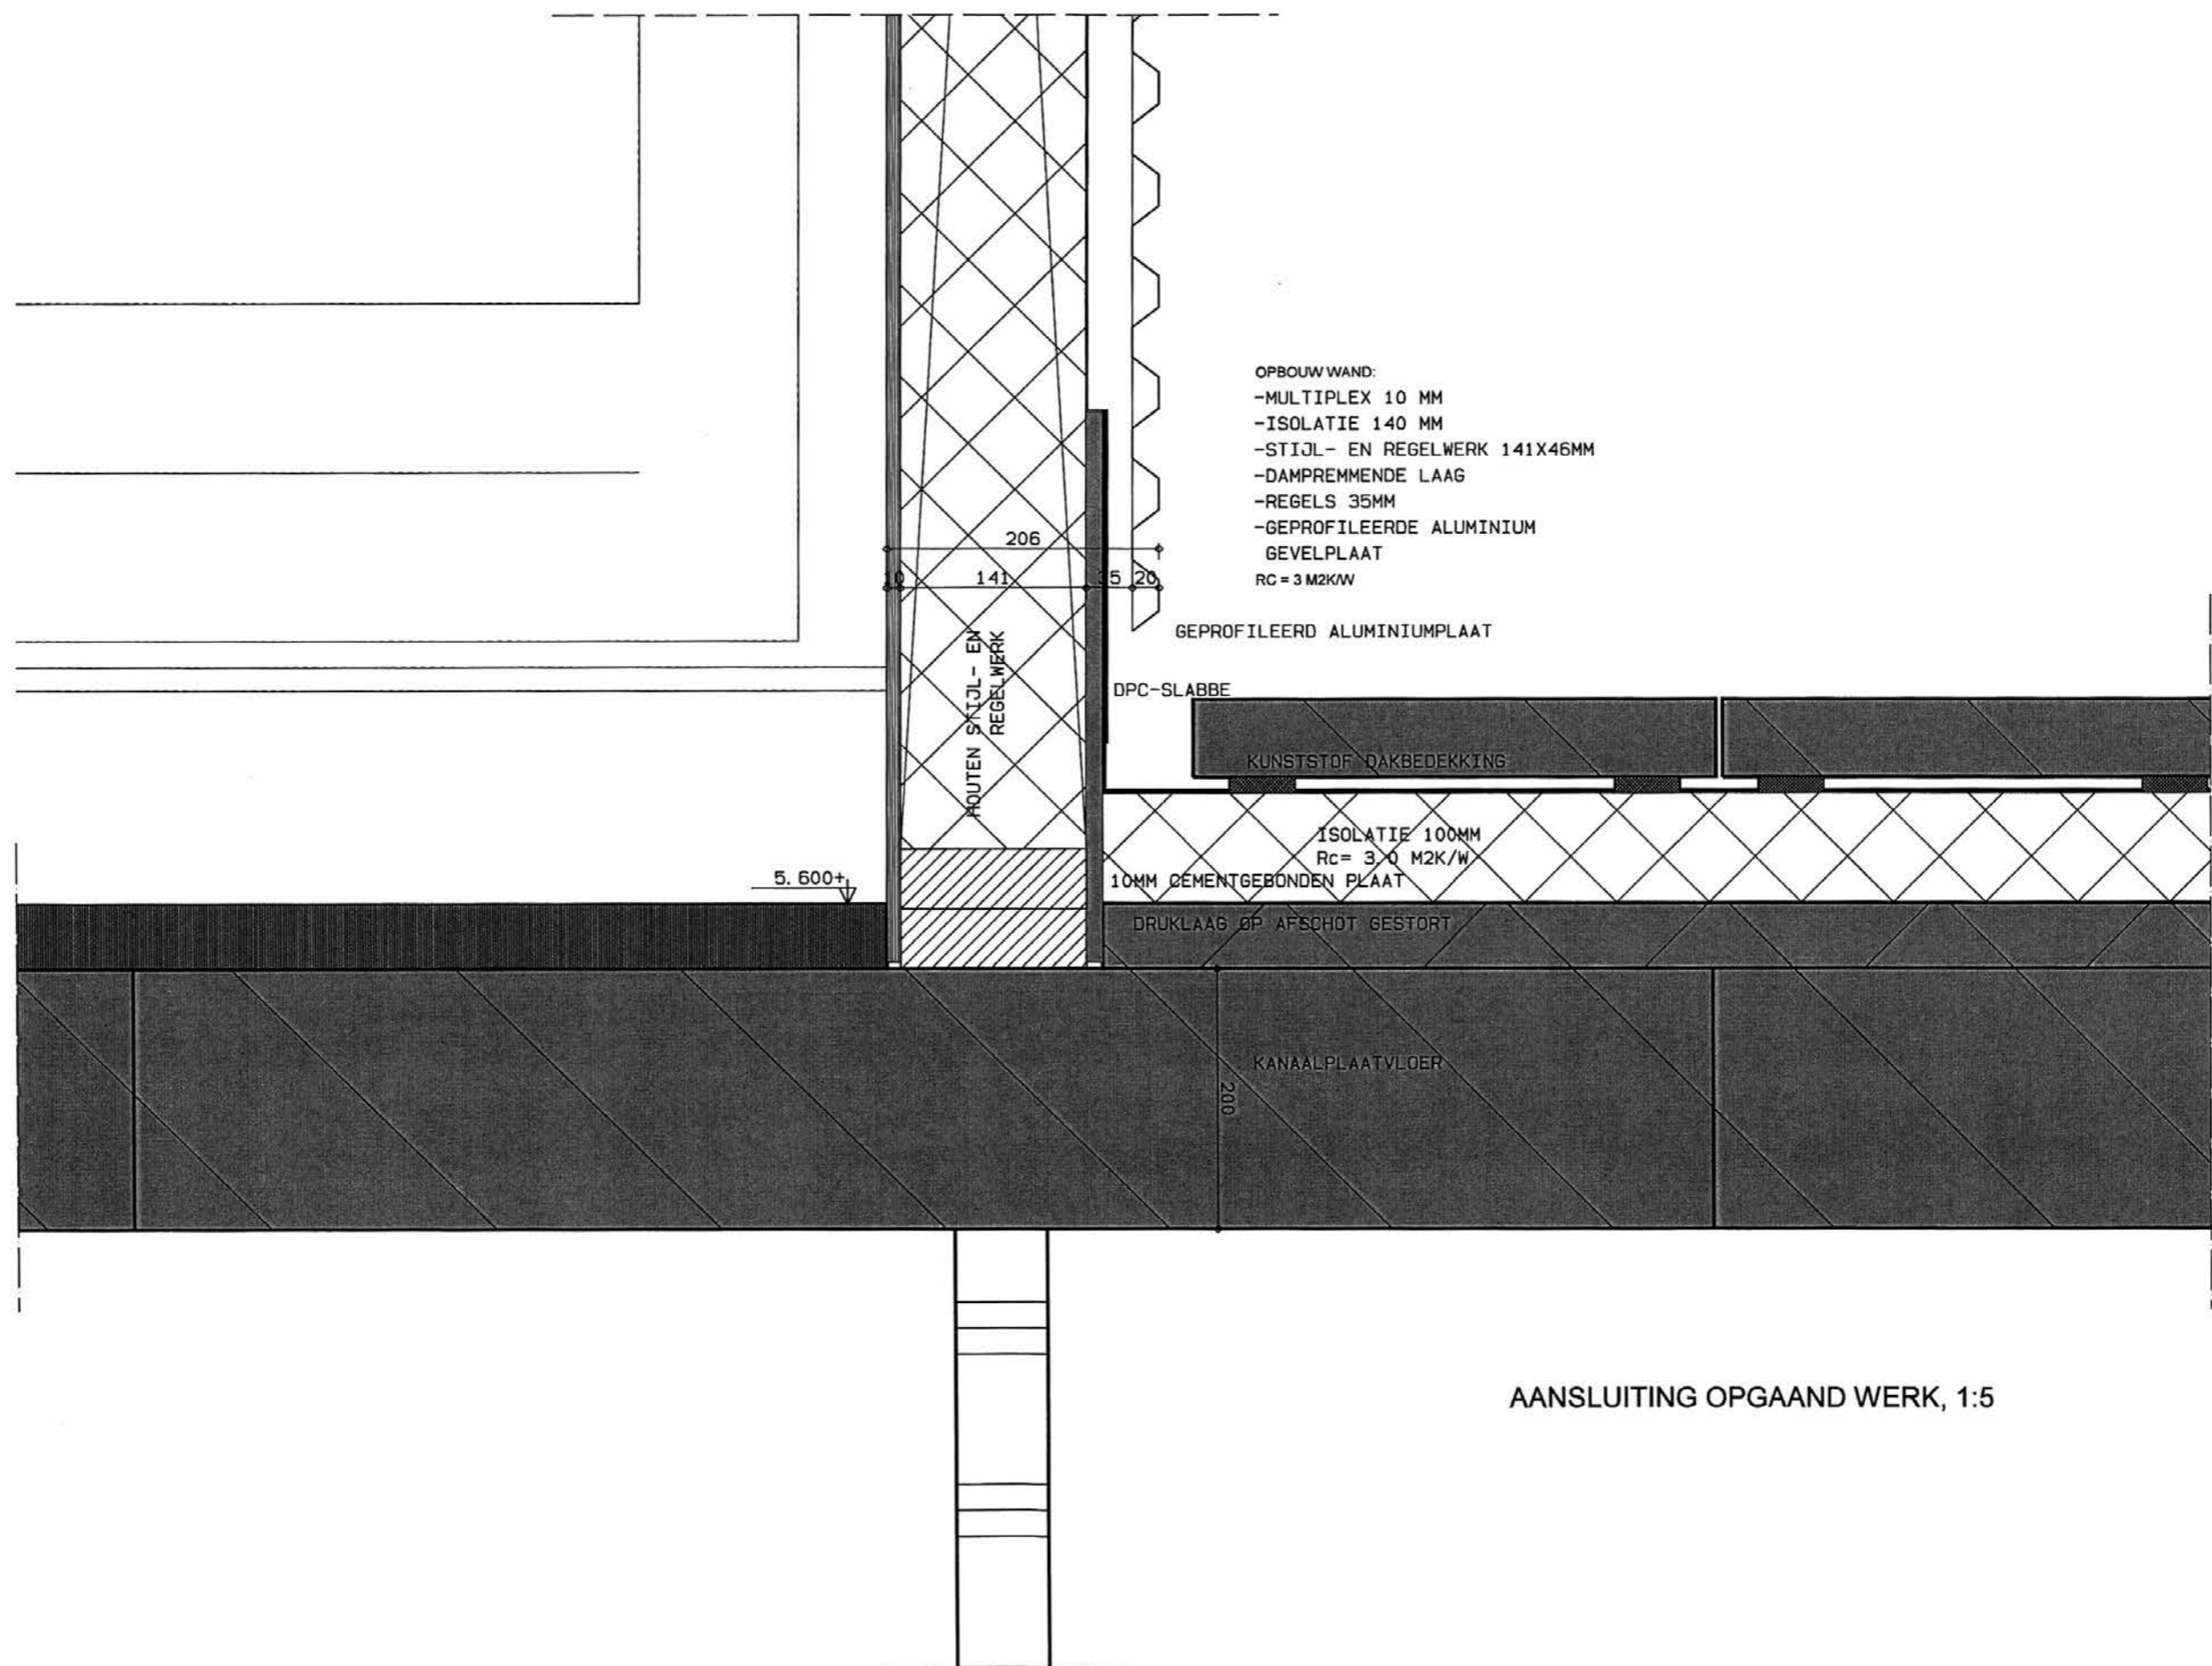 OPBOUW WAND:
-MULTIPLEX 10 MM
-ISOLATIE 140 MM
-STIJL- EN REGELWERK 141X46MM
-DAMPREMMENDE LAAG
-REGELS 35MM
-GEPROFILEERDE ALUMINIUM
GEVELPLAAT
RC = 3 M2K/W
206
10 141 35 20
GEPROFILEERD ALUMINIUMPLAAT
HOUTEN STIJL- EN
REGELWERK
DPC-SLABBE
KUNSTSTOF DAKBEDEKKING
ISOLATIE 100MM
Rc= 3.0 M2K/W
10MM CEMENTGEBONDEN PLAAT
5.600+
DRUKLAAG OP AFSCHOT GESTORT
KANAALPLAATVLOER
200
AANSLUITING OPGAAND WERK, 1:5